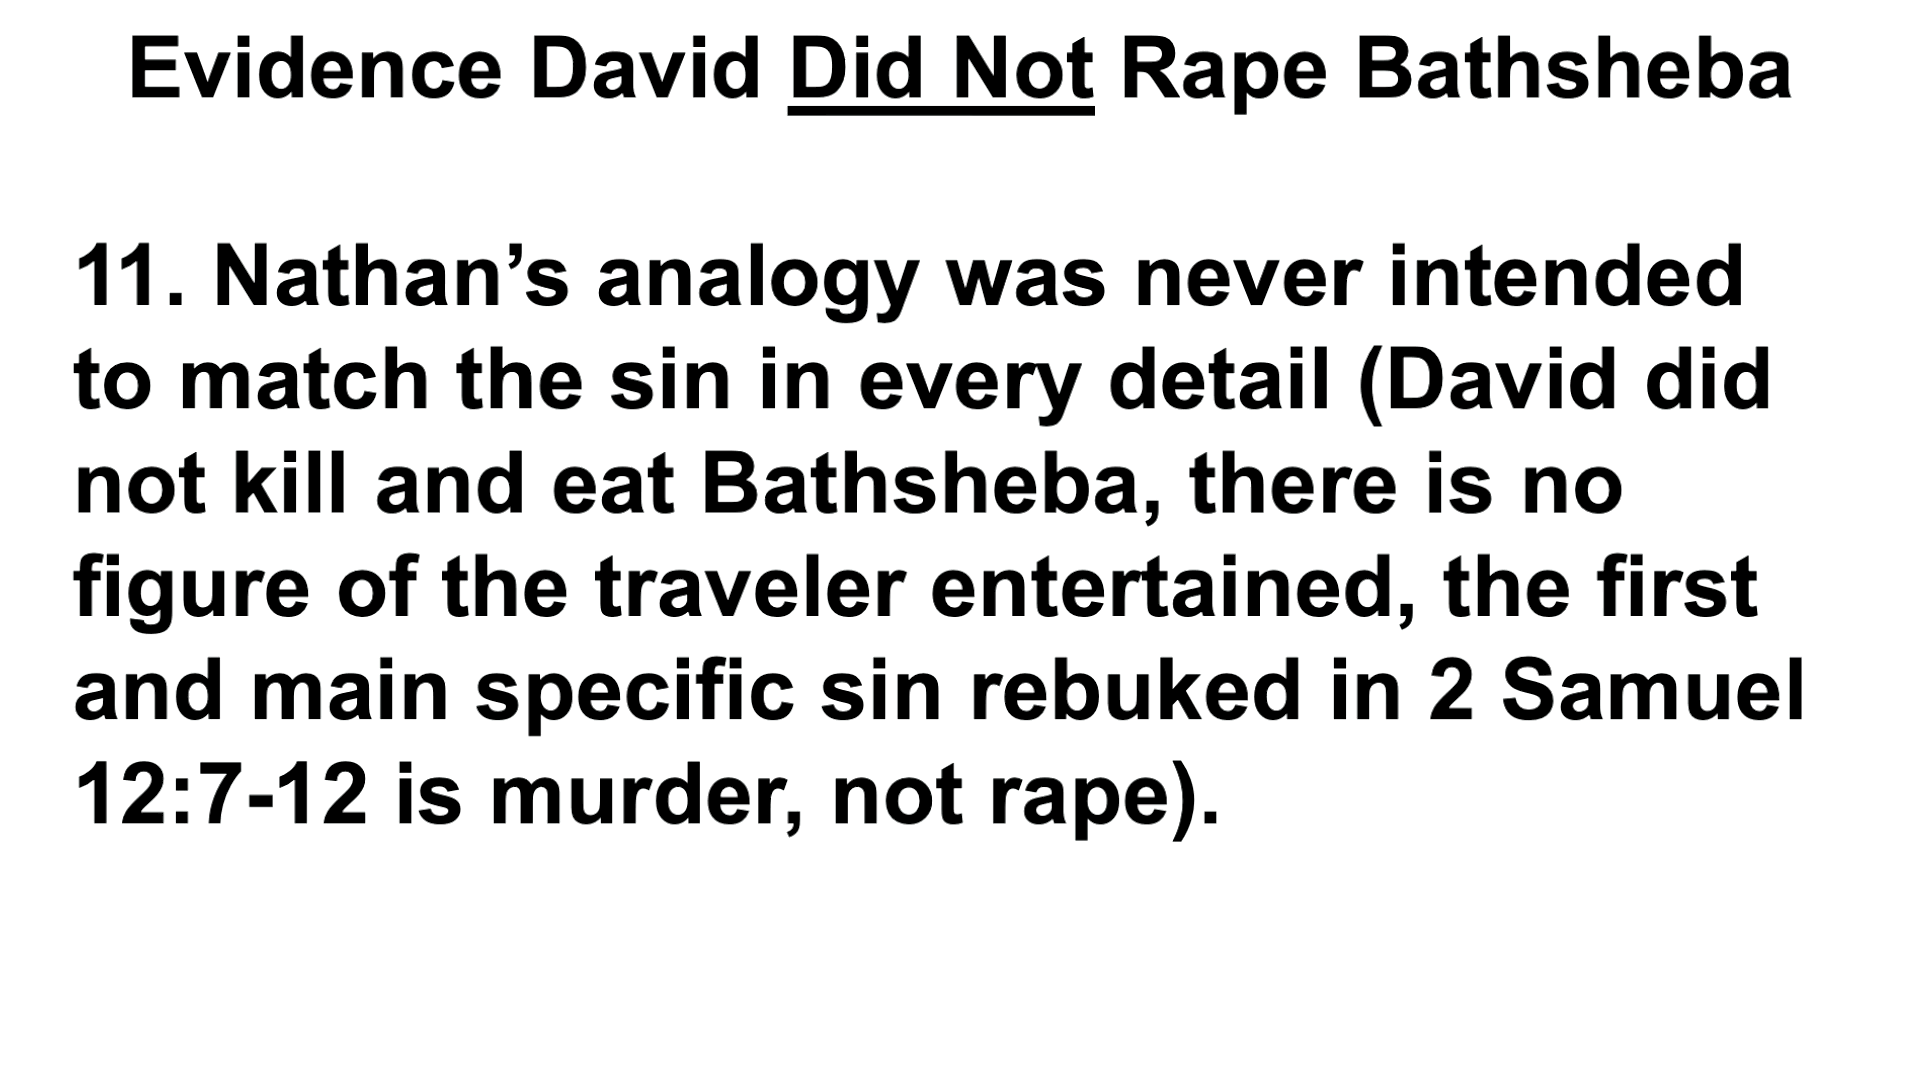 Evidence David Did Not Rape Bathsheba
11. Nathan’s analogy was never intended
to match the sin in every detail (David did
not kill and eat Bathsheba, there is no
figure of the traveler entertained, the first
and main specific sin rebuked in 2 Samuel
12:7-12 is murder, not rape).